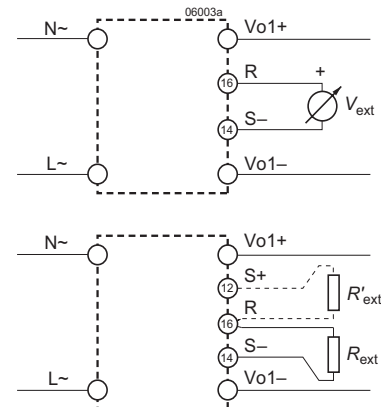 06003a
N~ Vo1+
16 R +
Vext
14 S–
L~ Vo1–
N~ Vo1+
12 S+
R'ext
16 R
14 S– Rext
L~ Vo1–